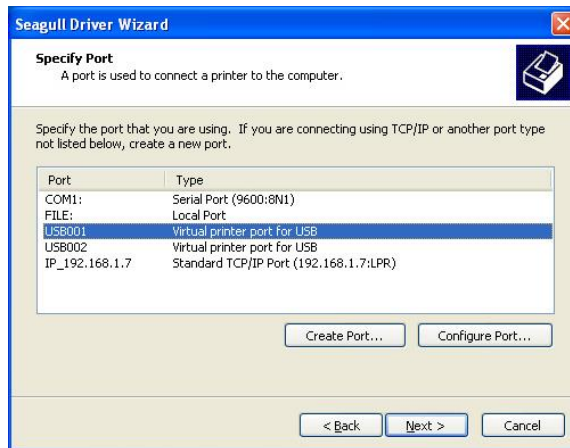 Seagull Driver Wizard
Specify Port
A port is used to connect a printer to the computer.
Specify the port that you are using. If you are connecting using TCP/IP or another port type
not listed below, create a new port.
Port Type
COM1: Serial Port (9600:8N1)
FILE: Local Port
USB001 Virtual printer port for USB
USB002 Virtual printer port for USB
IP_192.168.1.7 Standard TCP/IP Port (192.168.1.7:LPR)
Create Port... Configure Port...
< Back Next > Cancel